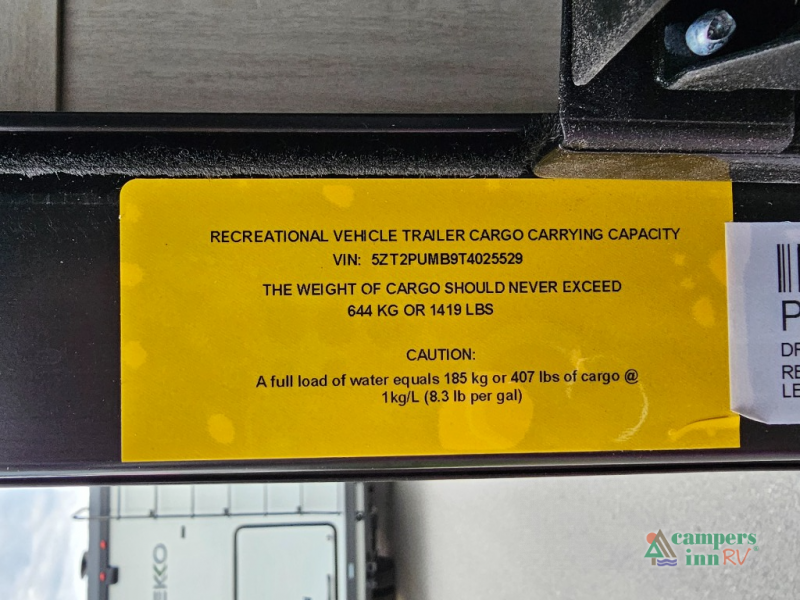 RECREATIONAL VEHICLE TRAILER CARGO CARRYING CAPACITY
VIN: 5ZT2PUMB9T4025529
THE WEIGHT OF CARGO SHOULD NEVER EXCEED
644 KG OR 1419 LBS
CAUTION:
A full load of water equals 185 kg or 407 lbs of cargo @
1kg/L (8.3 lb per gal)
campers
inn RV